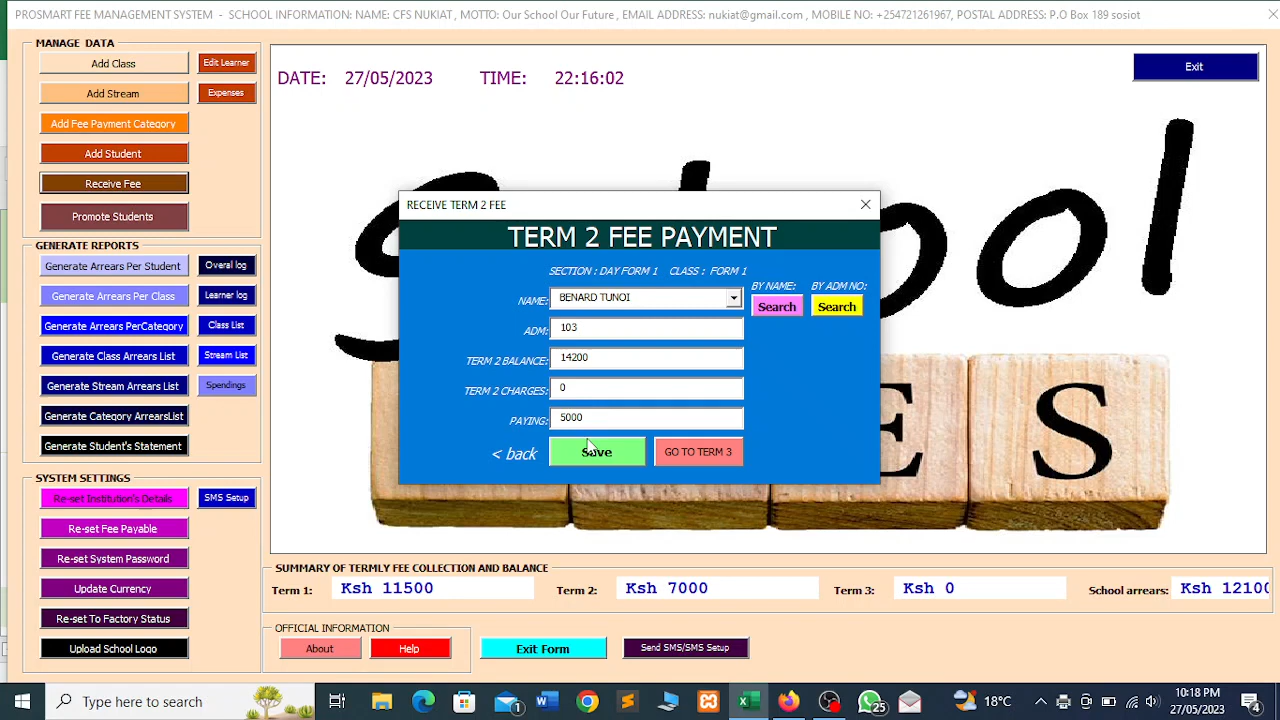 PROSMART FEE MANAGEMENT SYSTEM - SCHOOL INFORMATION: NAME: CFS NUKIAT , MOTTO: Our School Our Future , EMAIL ADDRESS: nukiat@gmail.com , MOBILE NO: +254721261967, POSTAL ADDRESS: P.O Box 189 sosiot
MANAGE DATA
Add Class
Edit Learner
Add Stream
Expenses
Add Fee Payment Category
Add Student
Receive Fee
Promote Students
GENERATE REPORTS
Generate Arrears Per Student
Overal log
Generate Arrears Per Class
Learner log
Generate Arrears PerCategory
Class List
Generate Class Arrears List
Stream List
Generate Stream Arrears List
Spendings
Generate Category ArrearsList
Generate Student's Statement
SYSTEM SETTINGS
Re-set Institution's Details
SMS Setup
Re-set Fee Payable
Re-set System Password
Update Currency
Re-set To Factory Status
Upload School Logo
DATE: 27/05/2023 TIME: 22:16:02
Exit
RECEIVE TERM 2 FEE
TERM 2 FEE PAYMENT
SECTION : DAY FORM 1 CLASS : FORM 1
BY NAME: BY ADM NO:
NAME: BENARD TUNOI
Search Search
ADM: 103
TERM 2 BALANCE: 14200
TERM 2 CHARGES: 0
PAYING: 5000
< back
Save
GO TO TERM 3
E S
SUMMARY OF TERMLY FEE COLLECTION AND BALANCE
Term 1: Ksh 11500 Term 2: Ksh 7000 Term 3: Ksh 0 School arrears: Ksh 12100
OFFICIAL INFORMATION
About
Help
Exit Form
Send SMS/SMS Setup
Type here to search
1
25
18°C
10:18 PM
27/05/2023
4